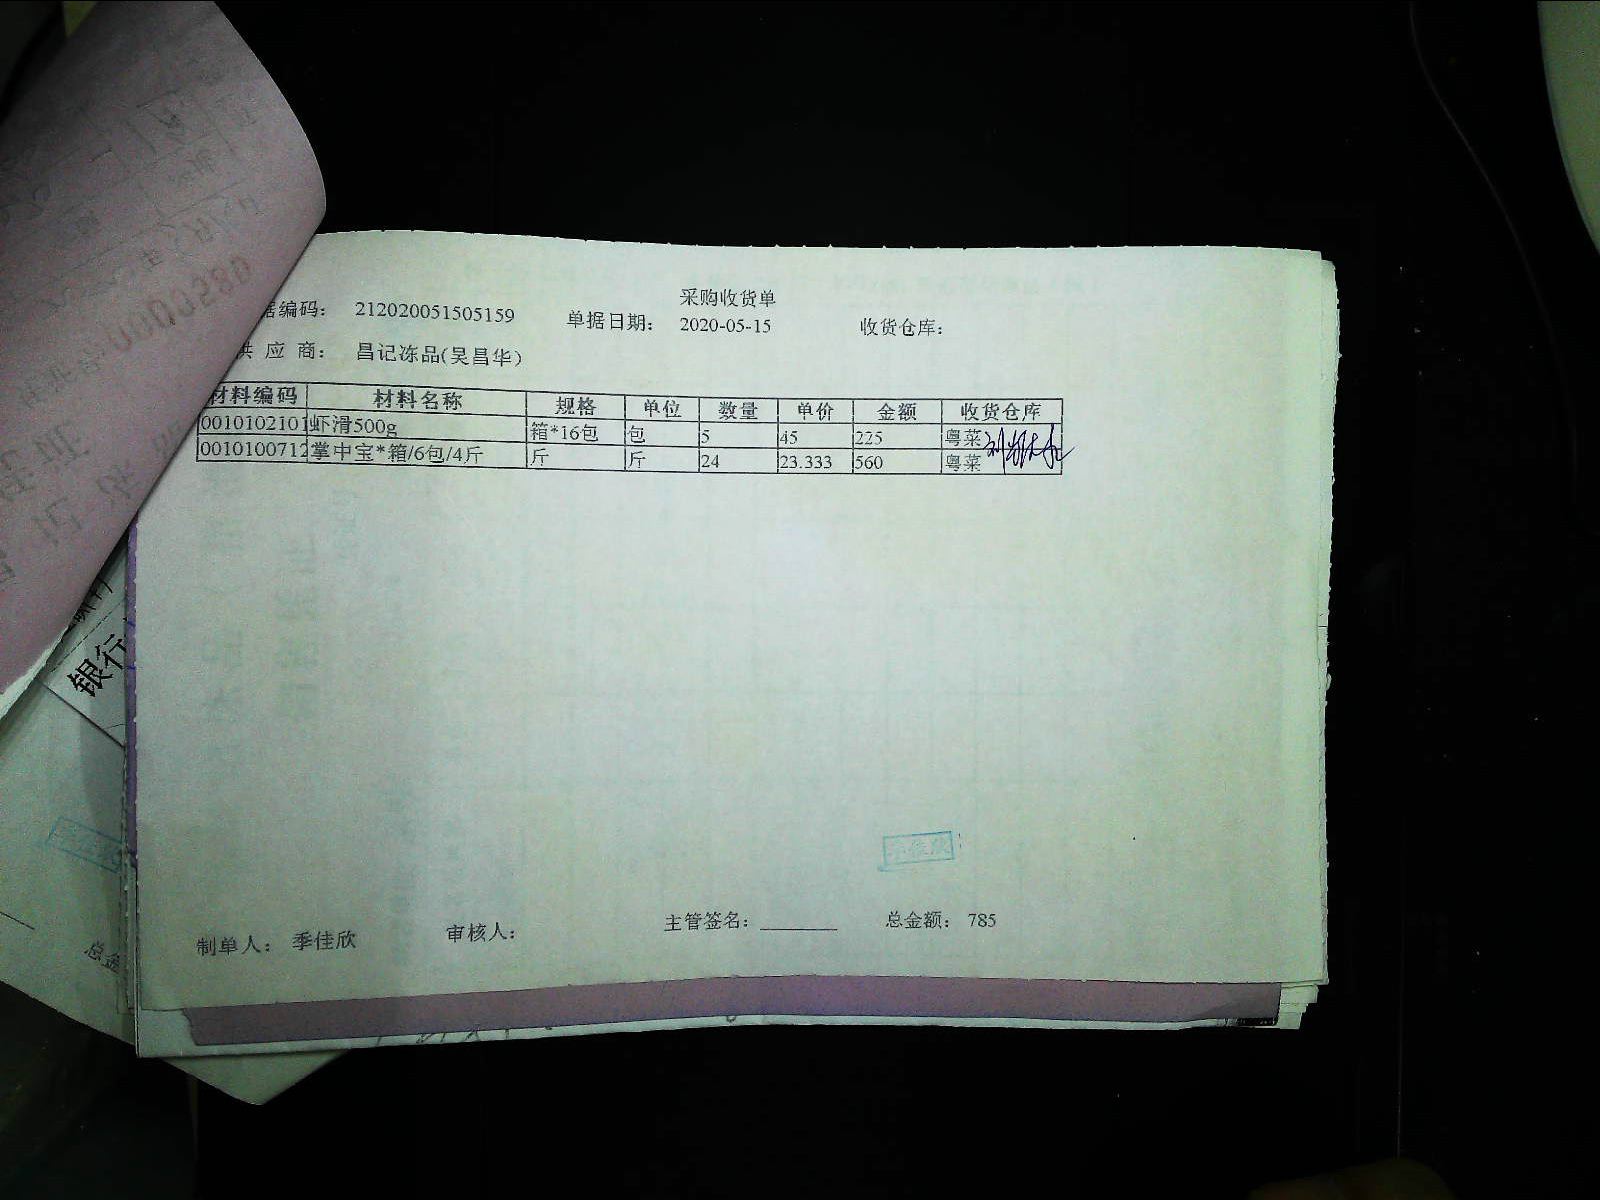 采购收货单
据编码： 212020051505159 单据日期： 2020-05-15 收货仓库：
供 应 商： 昌记冻品(吴昌华)
材料编码 材料名称 规格 单位 数量 单价 金额 收货仓库
0010102101 虾滑500g 箱*16包 包 5 45 225 粤菜
0010100712 掌中宝*箱/6包/4斤 斤 斤 24 23.333 560 粤菜
制单人： 季佳欣 审核人： 主管签名： 总金额： 785
0000580
银行
总金